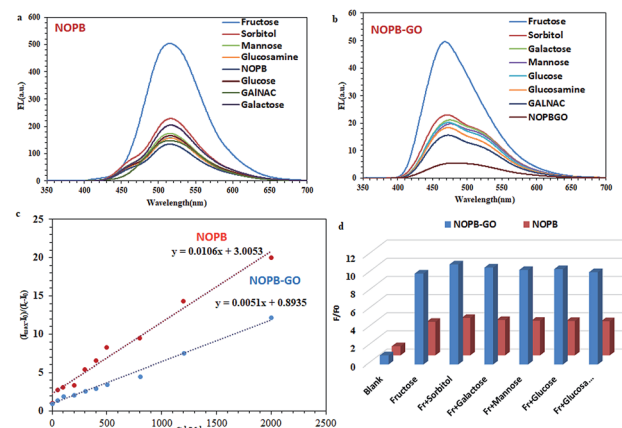 a
NOPB
FL(a.u.)
600
500
400
300
200
100
0
350 400 450 500 550 600 650 700
Wavelength(nm)
Fructose
Sorbitol
Mannose
Glucosamine
NOPB
Glucose
GAlNAC
Galactose
b
NOPB-GO
FL(a.u.)
60
50
40
30
20
10
0
350 400 450 500 550 600 650 700
Wavelength(nm)
Fructose
Sorbitol
Galactose
Mannose
Glucose
Glucosamine
GALNAC
NOPBGO
c
25
20
15
10
5
0
0 500 1000 1500 2000 2500
NOPB
y = 0.0106x + 3.0053
NOPB-GO
y = 0.0051x + 0.8935
d
NOPB-GO NOPB
F/F0
12
10
8
6
4
2
0
Blank
Fructose
Fr+Sorbitol
Fr+Galactose
Fr+Mannose
Fr+Glucose
Fr+Glucosa...